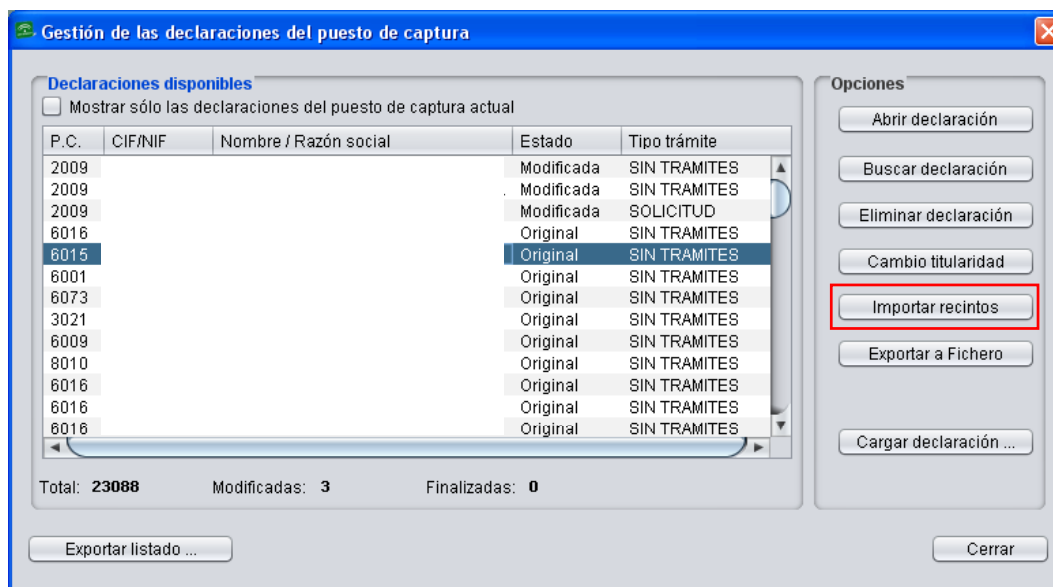 Gestión de las declaraciones del puesto de captura
Declaraciones disponibles
Mostrar sólo las declaraciones del puesto de captura actual
P.C. CIF/NIF Nombre / Razón social Estado Tipo trámite
2009 Modificada SIN TRAMITES
2009 . Modificada SIN TRAMITES
2009 Modificada SOLICITUD
6016 Original SIN TRAMITES
6015 Original SIN TRAMITES
6001 Original SIN TRAMITES
6073 Original SIN TRAMITES
3021 Original SIN TRAMITES
6009 Original SIN TRAMITES
8010 Original SIN TRAMITES
6016 Original SIN TRAMITES
6016 Original SIN TRAMITES
6016 Original SIN TRAMITES
Total: 23088 Modificadas: 3 Finalizadas: 0
Opciones
Abrir declaración
Buscar declaración
Eliminar declaración
Cambio titularidad
Importar recintos
Exportar a Fichero
Cargar declaración ...
Exportar listado ...
Cerrar